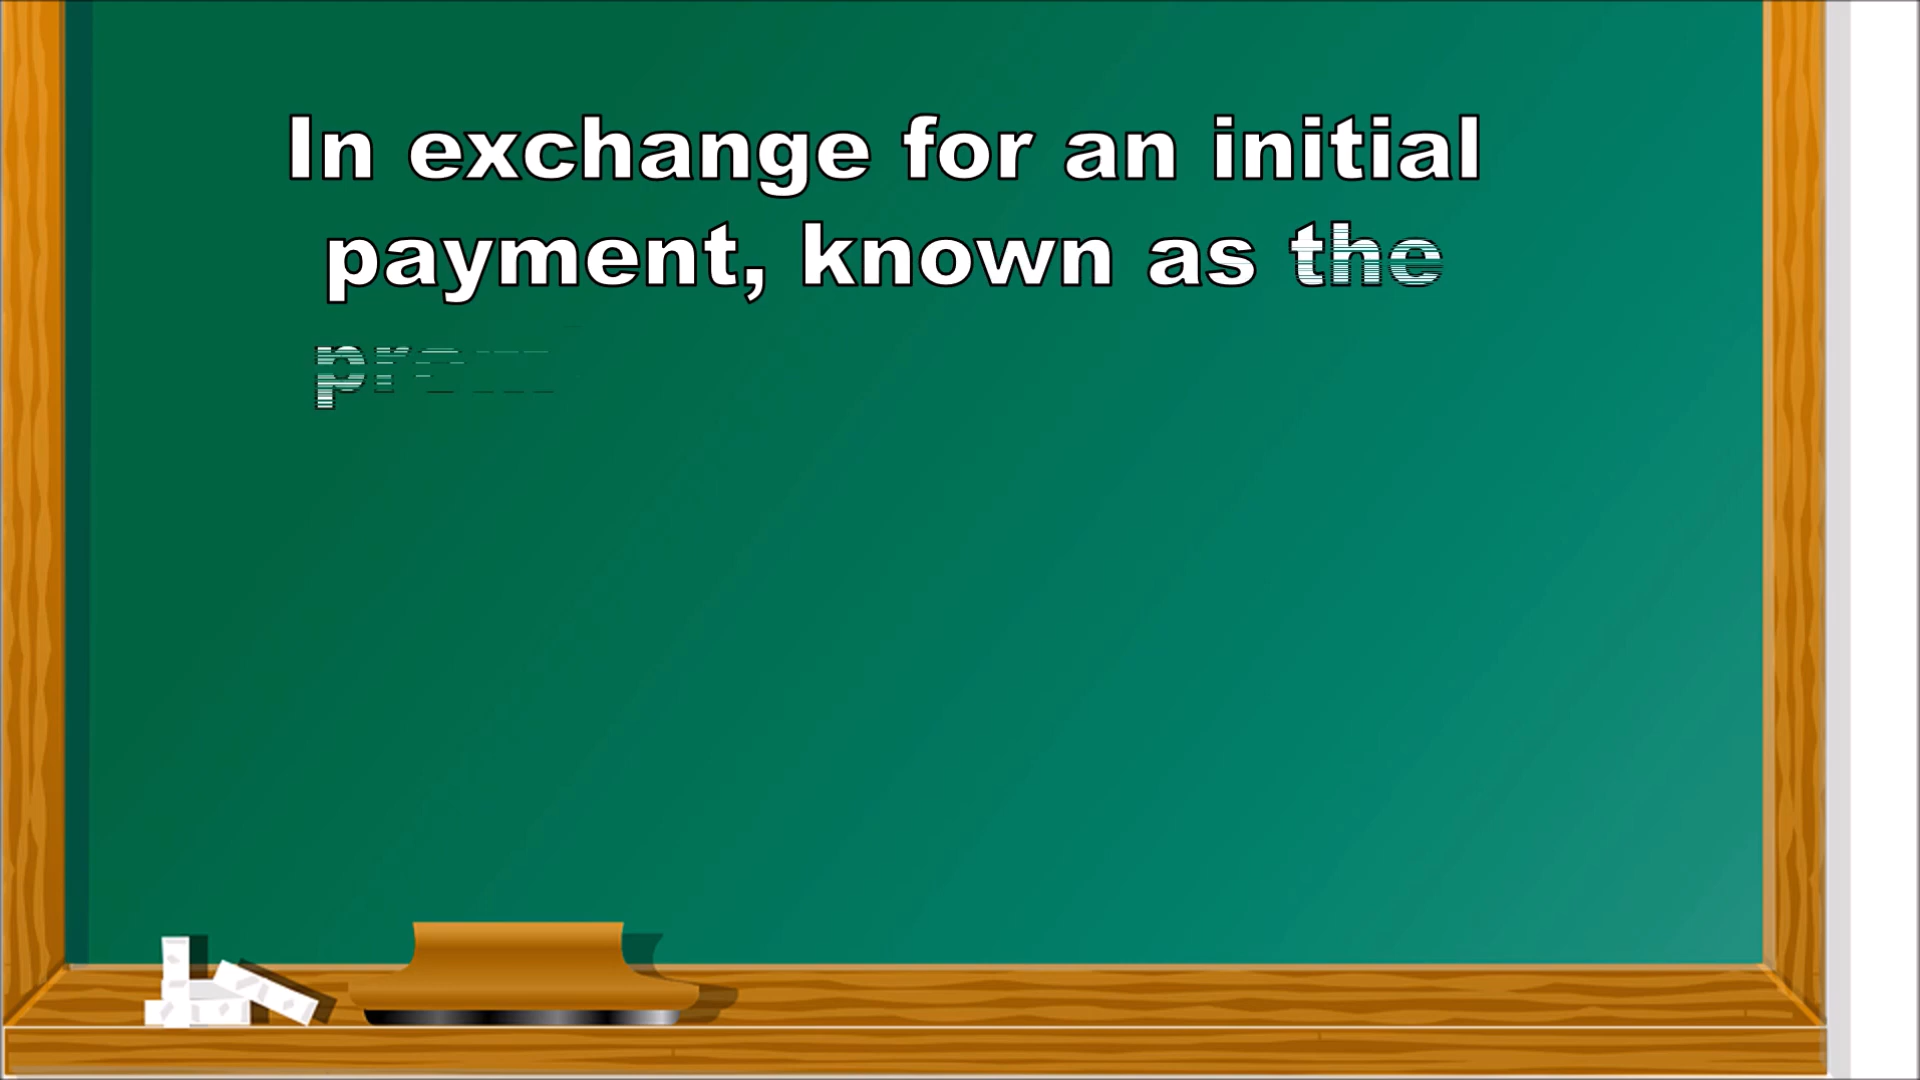 In exchange for an initial
payment, known as the